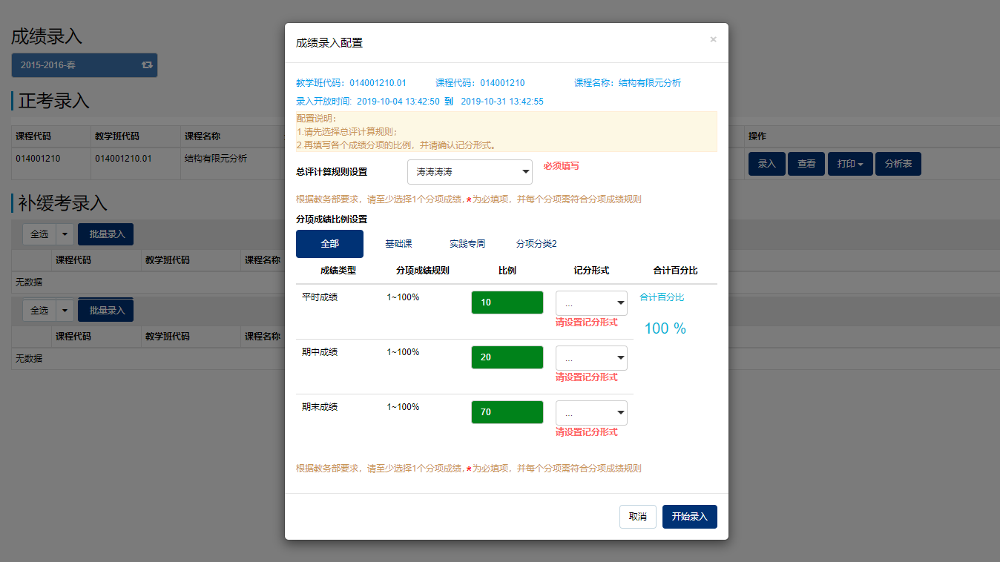 成绩录入
2015-2016-春
正考录入
课程代码 教学班代码 课程名称 操作
014001210 014001210.01 结构有限元分析 录入 查看 打印 分析表
补缓考录入
全选 批量录入
课程代码 教学班代码 课程名称
无数据
全选 批量录入
课程代码 教学班代码 课程名称
无数据
成绩录入配置 ×
教学班代码：014001210.01 课程代码：014001210 课程名称：结构有限元分析
录入开放时间: 2019-10-04 13:42:50 到 2019-10-31 13:42:55
配置说明：
1.请先选择总评计算规则；
2.再填写各个成绩分项的比例，并请确认记分形式。
总评计算规则设置 涛涛涛涛 必须填写
根据教务部要求，请至少选择1个分项成绩,*为必填项，并每个分项需符合分项成绩规则
分项成绩比例设置
全部 基础课 实践专周 分项分类2
成绩类型 分项成绩规则 比例 记分形式 合计百分比
平时成绩 1~100% 10 ... 合计百分比
请设置记分形式
100 %
期中成绩 1~100% 20 ...
请设置记分形式
期末成绩 1~100% 70 ...
请设置记分形式
根据教务部要求，请至少选择1个分项成绩,*为必填项，并每个分项需符合分项成绩规则
取消 开始录入